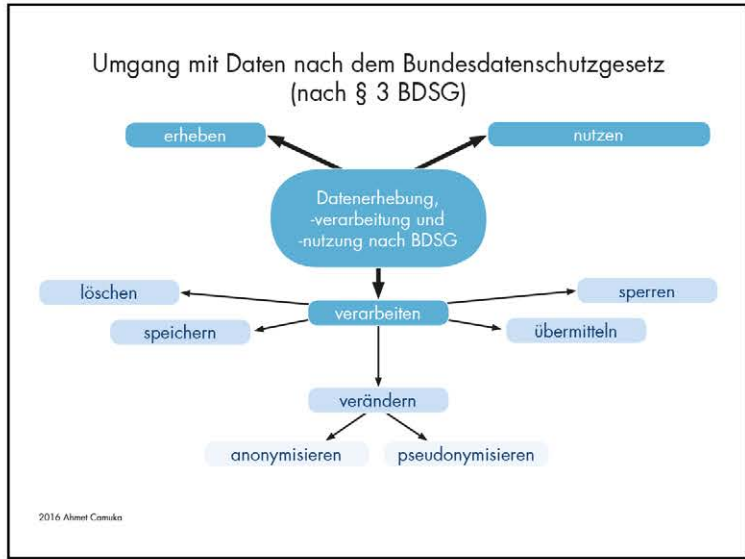 Umgang mit Daten nach dem Bundesdatenschutzgesetz
(nach § 3 BDSG)
erheben
nutzen
Datenerhebung,
-verarbeitung und
-nutzung nach BDSG
löschen
sperren
verarbeiten
speichern
übermitteln
verändern
anonymisieren
pseudonymisieren
2016 Ahmet Camuka